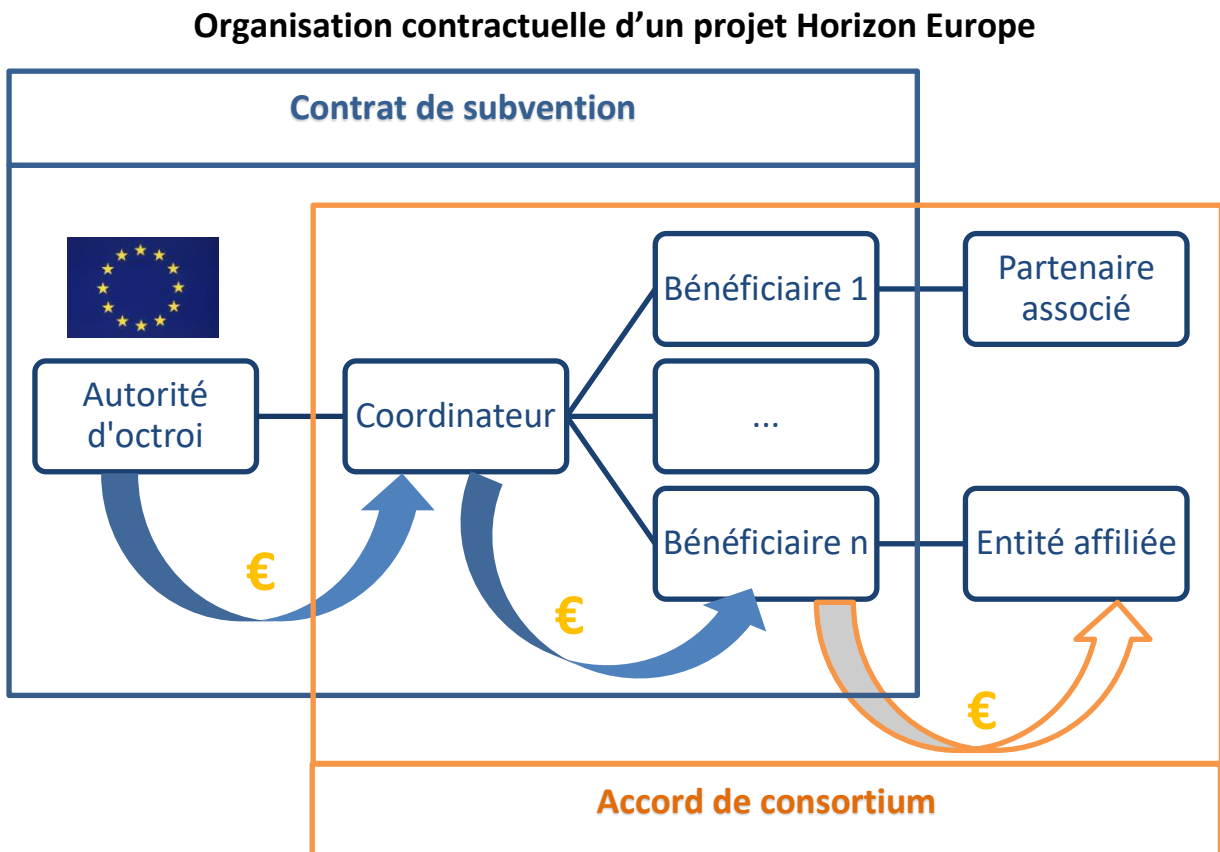 Organisation contractuelle d’un projet Horizon Europe
Contrat de subvention
Bénéficiaire 1
Partenaire
associé
Autorité
d'octroi
Coordinateur
...
Bénéficiaire n
Entité affiliée
€
€
€
Accord de consortium